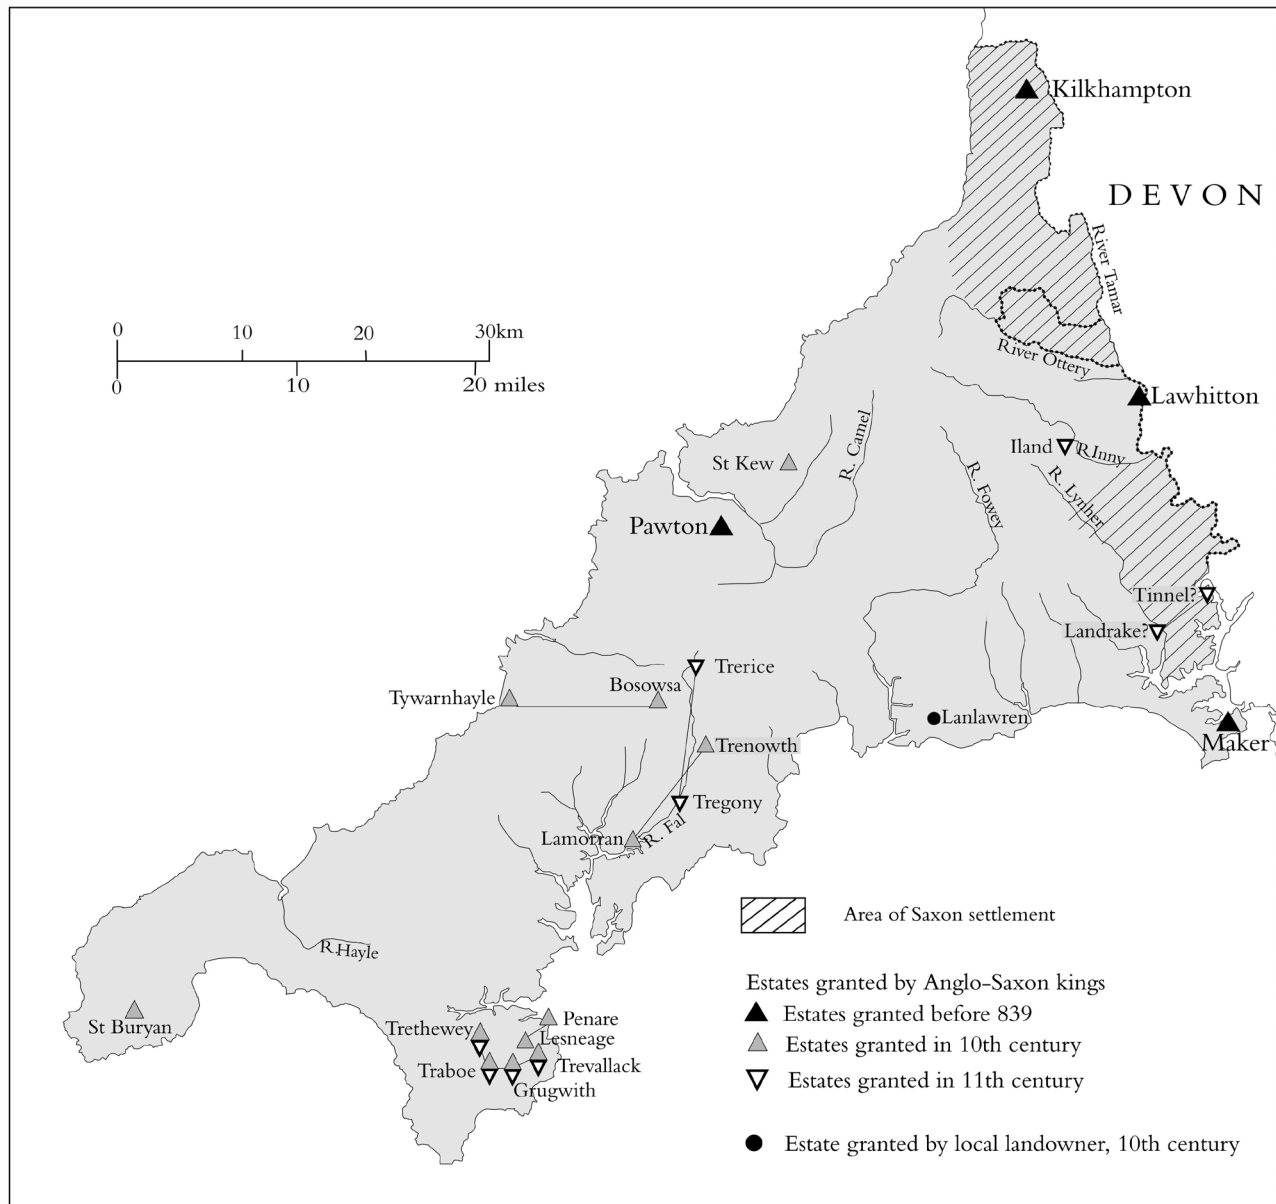 Kilkhampton
DEVON
River Tamar
0 10 20 30km
0 10 20 miles
River Ottery
Lawhitton
Iland
R.Inny
St Kew
R. Camel
R. Fowey
R. Lynher
Pawton
Tinnel?
Landrake?
Trerice
Bosowsa
Tywarnhayle
Lanlawren
Trenowth
Maker
Tregony
Lamorran
R. Fal
Area of Saxon settlement
R.Hayle
Estates granted by Anglo-Saxon kings
Estates granted before 839
St Buryan
Penare
Trethewey
Lesneage
Estates granted in 10th century
Trevallack
Traboe
Estates granted in 11th century
Grugwith
Estate granted by local landowner, 10th century